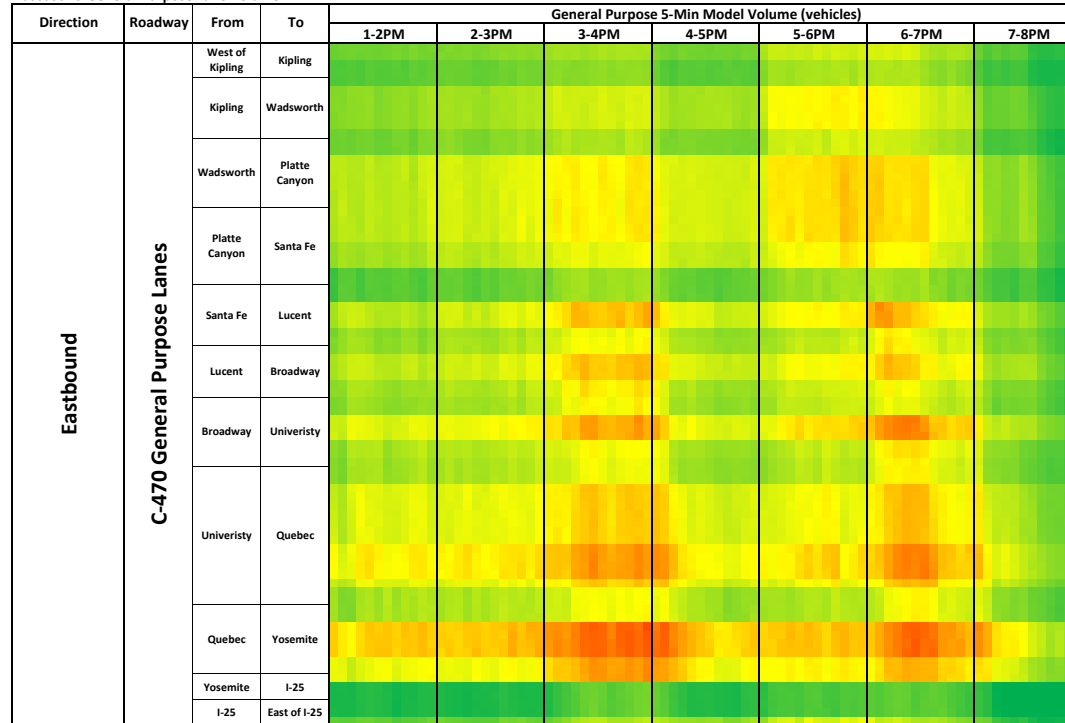 Direction Roadway From To General Purpose 5-Min Model Volume (vehicles)
1-2PM 2-3PM 3-4PM 4-5PM 5-6PM 6-7PM 7-8PM
Eastbound
C-470 General Purpose Lanes
West of
Kipling
Kipling
Kipling Wadsworth
Wadsworth
Platte
Canyon
Platte
Canyon
Santa Fe
Santa Fe Lucent
Lucent Broadway
Broadway Univeristy
Univeristy Quebec
Quebec Yosemite
Yosemite I-25
I-25 East of I-25